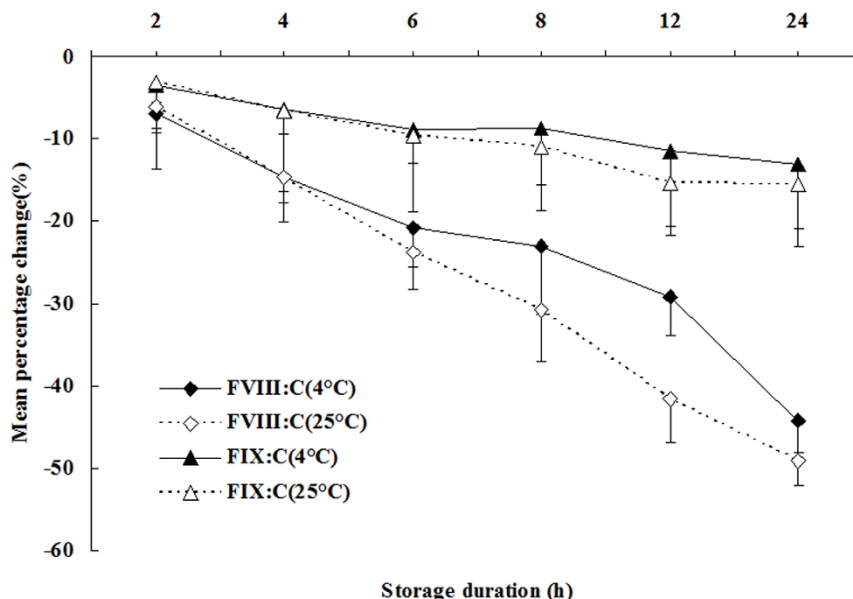 2 4 6 8 12 24
0
-10
-20
-30
-40
-50
-60
Mean percentage change(%)
FVIII:C(4°C)
FVIII:C(25°C)
FIX:C(4°C)
FIX:C(25°C)
Storage duration (h)